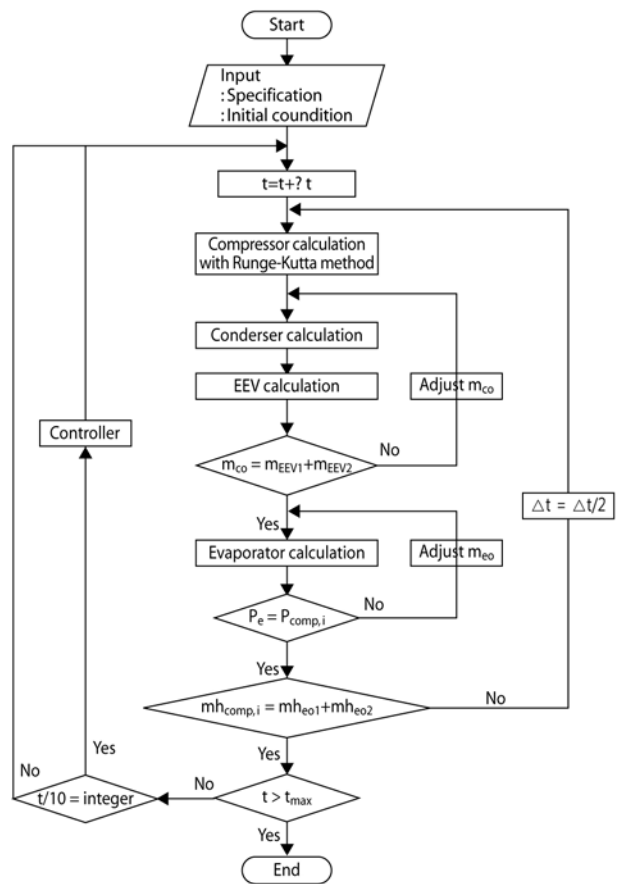 Start
Input
:Specification
:Initial coundition
t=t+? t
Compressor calculation
with Runge-Kutta method
Conderser calculation
EEV calculation
Adjust m_co
Controller
m_co = m_EEV1+m_EEV2
No
Yes
△t = △t/2
Evaporator calculation
Adjust m_eo
P_e = P_comp, i
No
Yes
mh_comp, i = mh_eo1+mh_eo2
No
Yes
Yes
No
t/10 = integer
No
t > t_max
Yes
End